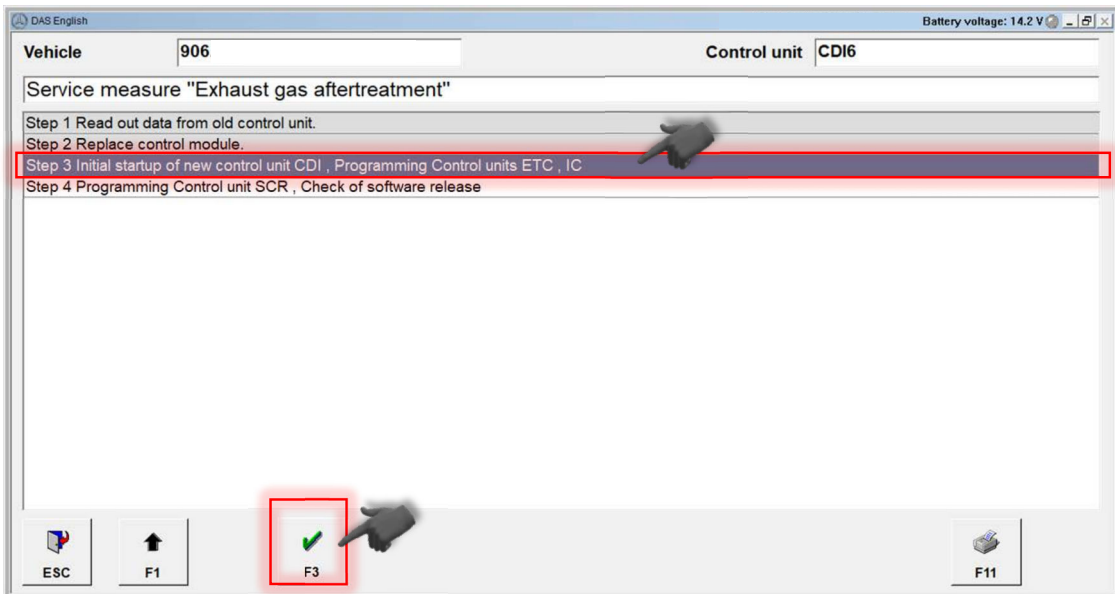 DAS English Battery voltage: 14.2 V
Vehicle 906 Control unit CDI6
Service measure "Exhaust gas aftertreatment"
Step 1 Read out data from old control unit.
Step 2 Replace control module.
Step 3 Initial startup of new control unit CDI , Programming Control units ETC , IC
Step 4 Programming Control unit SCR , Check of software release
ESC F1 F3 F11